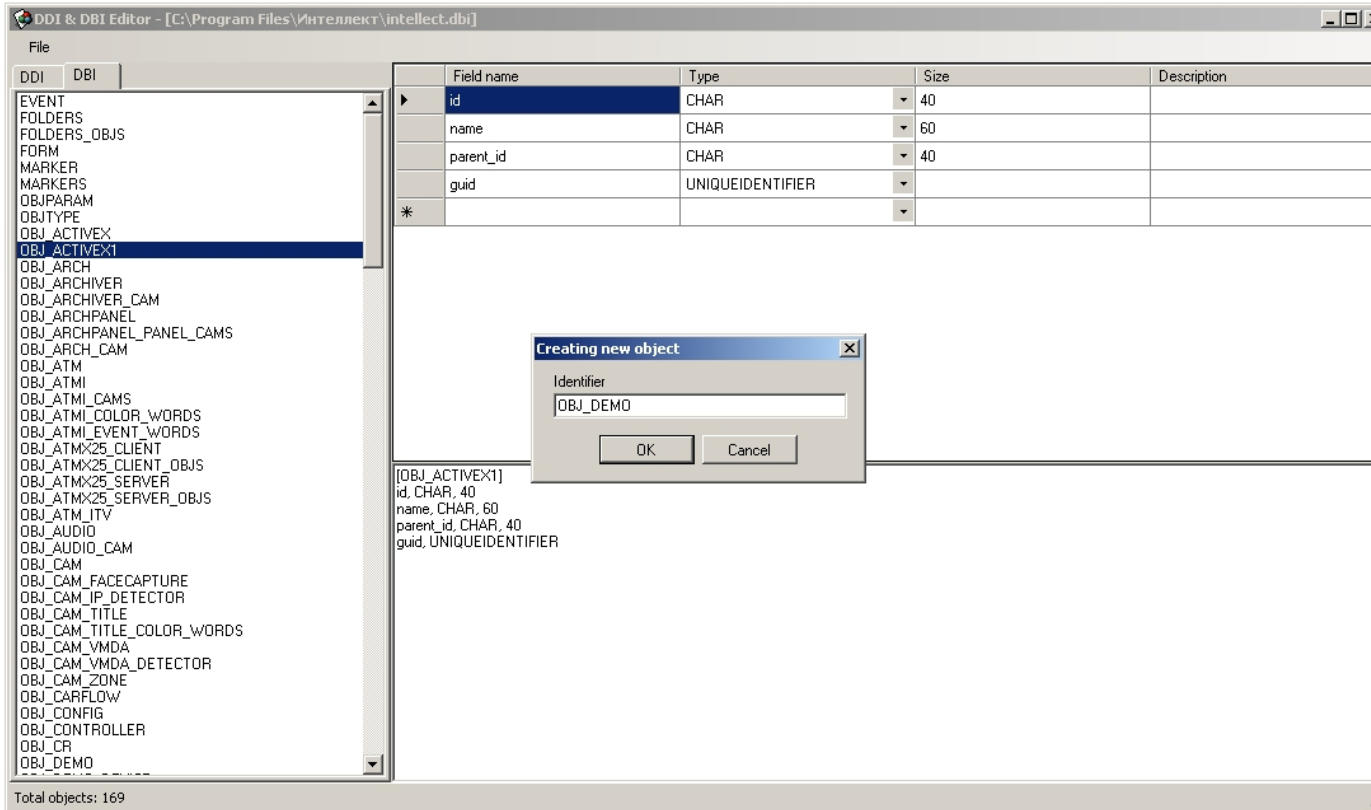 DDI & DBI Editor - [C:\Program Files\Интеллект\intellect.dbi]
File
DDI DBI
EVENT
FOLDERS
FOLDERS_OBJS
FORM
MARKER
MARKERS
OBJPARAM
OBJTYPE
OBJ_ACTIVEX
OBJ_ACTIVEX1
OBJ_ARCH
OBJ_ARCHIVER
OBJ_ARCHIVER_CAM
OBJ_ARCHPANEL
OBJ_ARCHPANEL_PANEL_CAMS
OBJ_ARCH_CAM
OBJ_ATM
OBJ_ATMI
OBJ_ATMI_CAMS
OBJ_ATMI_COLOR_WORDS
OBJ_ATMI_EVENT_WORDS
OBJ_ATMX25_CLIENT
OBJ_ATMX25_CLIENT_OBJS
OBJ_ATMX25_SERVER
OBJ_ATMX25_SERVER_OBJS
OBJ_ATM_ITV
OBJ_AUDIO
OBJ_AUDIO_CAM
OBJ_CAM
OBJ_CAM_FACECAPTURE
OBJ_CAM_IP_DETECTOR
OBJ_CAM_TITLE
OBJ_CAM_TITLE_COLOR_WORDS
OBJ_CAM_VMDA
OBJ_CAM_VMDA_DETECTOR
OBJ_CAM_ZONE
OBJ_CARFLOW
OBJ_CONFIG
OBJ_CONTROLLER
OBJ_CR
OBJ_DEMO
Field name Type Size Description
id CHAR 40
name CHAR 60
parent_id CHAR 40
guid UNIQUEIDENTIFIER
Creating new object
Identifier
OBJ_DEMO
OK Cancel
[OBJ_ACTIVEX1]
id, CHAR, 40
name, CHAR, 60
parent_id, CHAR, 40
guid, UNIQUEIDENTIFIER
Total objects: 169